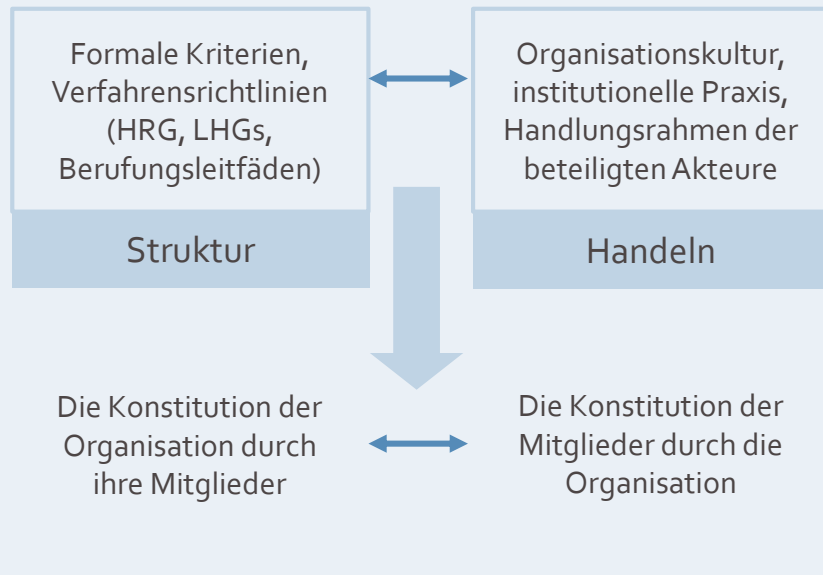 Formale Kriterien,
Verfahrensrichtlinien
(HRG, LHGs,
Berufungsleitfäden)
Struktur
Organisationskultur,
institutionelle Praxis,
Handlungsrahmen der
beteiligten Akteure
Handeln
Die Konstitution der
Organisation durch
ihre Mitglieder
Die Konstitution der
Mitglieder durch die
Organisation